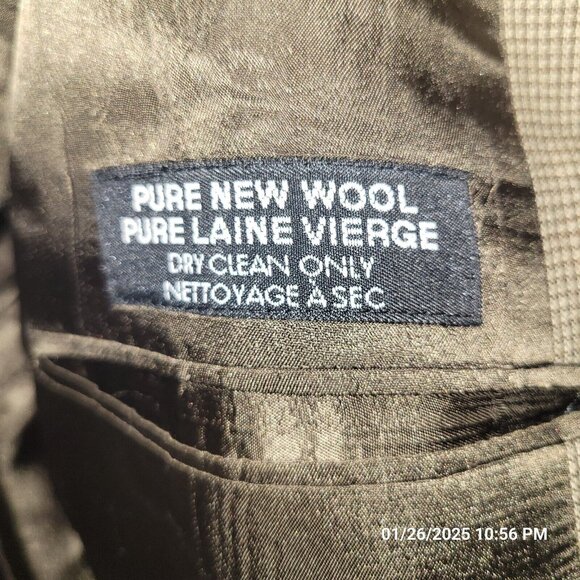 PURE NEW WOOL
PURE LAINE VIERGE
DRY CLEAN ONLY
NETTOYAGE À SEC
01/26/2025 10:56 PM